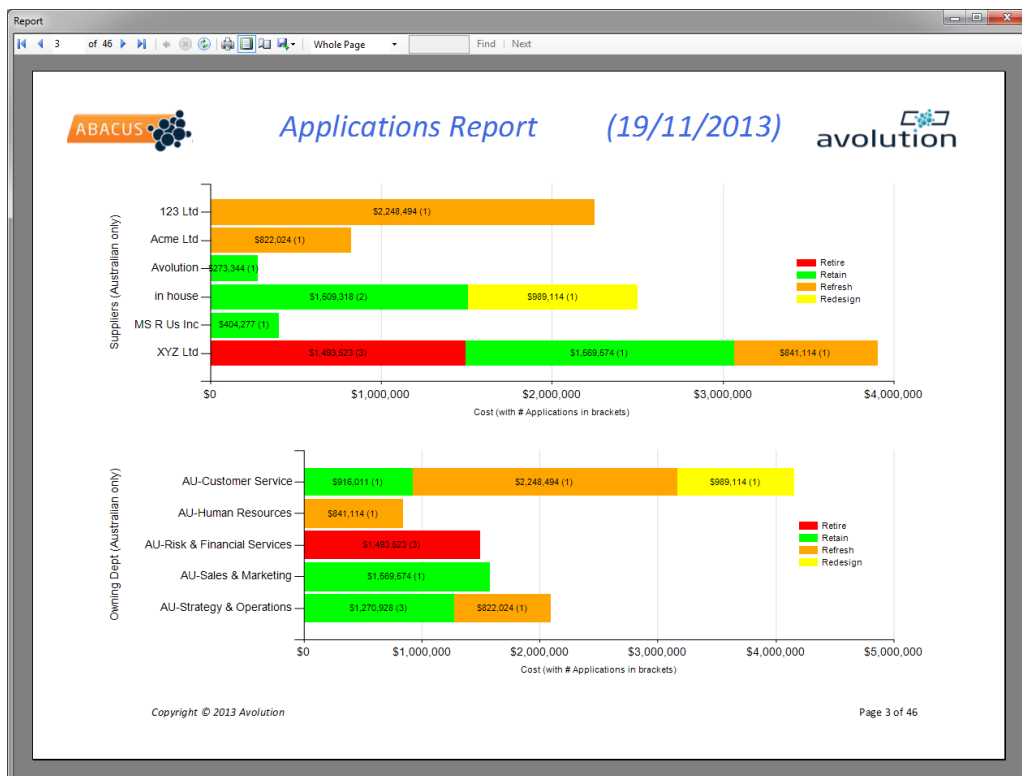 Report
3 of 46 Whole Page Find | Next
ABACUS
Applications Report (19/11/2013)
avolution
Suppliers (Australian only)
123 Ltd
$2,248,494 (1)
Acme Ltd
$822,024 (1)
Avolution
$273,344 (1)
in house
$1,509,318 (2)
$989,114 (1)
MS R Us Inc
$404,277 (1)
XYZ Ltd
$1,493,523 (3)
$1,569,574 (1)
$841,114 (1)
Retire
Retain
Refresh
Redesign
$0
$1,000,000
$2,000,000
$3,000,000
$4,000,000
Cost (with # Applications in brackets)
Owning Dept (Australian only)
AU-Customer Service
$916,011 (1)
$2,248,494 (1)
$989,114 (1)
AU-Human Resources
$841,114 (1)
AU-Risk & Financial Services
$1,493,523 (3)
AU-Sales & Marketing
$1,569,574 (1)
AU-Strategy & Operations
$1,270,928 (3)
$822,024 (1)
Retire
Retain
Refresh
Redesign
$0
$1,000,000
$2,000,000
$3,000,000
$4,000,000
$5,000,000
Cost (with # Applications in brackets)
Copyright © 2013 Avolution
Page 3 of 46